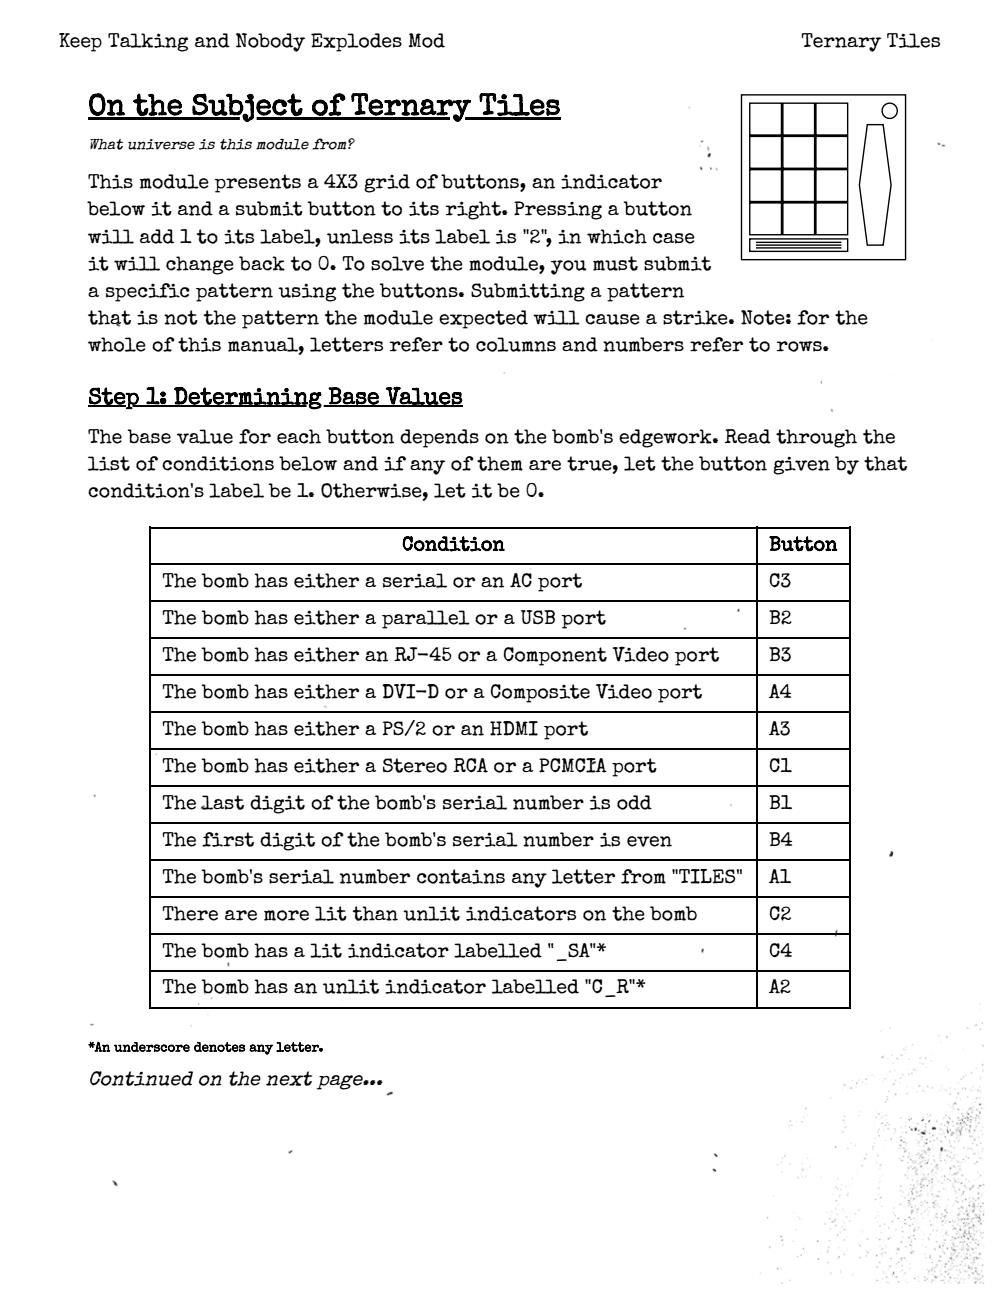 Keep Talking and Nobody Explodes Mod
Ternary Tiles
On the Subject of Ternary Tiles
What universe is this module from?
This module presents a 4X3 grid of buttons, an indicator
below it and a submit button to its right. Pressing a button
will add 1 to its label, unless its label is "2", in which case
it will change back to 0. To solve the module, you must submit
a specific pattern using the buttons. Submitting a pattern
that is not the pattern the module expected will cause a strike. Note: for the
whole of this manual, letters refer to columns and numbers refer to rows.
Step 1: Determining Base Values
The base value for each button depends on the bomb's edgework. Read through the
list of conditions below and if any of them are true, let the button given by that
condition's label be 1. Otherwise, let it be 0.
Condition Button
The bomb has either a serial or an AC port C3
The bomb has either a parallel or a USB port B2
The bomb has either an RJ-45 or a Component Video port B3
The bomb has either a DVI-D or a Composite Video port A4
The bomb has either a PS/2 or an HDMI port A3
The bomb has either a Stereo RCA or a PCMCIA port C1
The last digit of the bomb's serial number is odd B1
The first digit of the bomb's serial number is even B4
The bomb's serial number contains any letter from "TILES" A1
There are more lit than unlit indicators on the bomb C2
The bomb has a lit indicator labelled "_SA"* C4
The bomb has an unlit indicator labelled "C_R"* A2
*An underscore denotes any letter.
Continued on the next page...